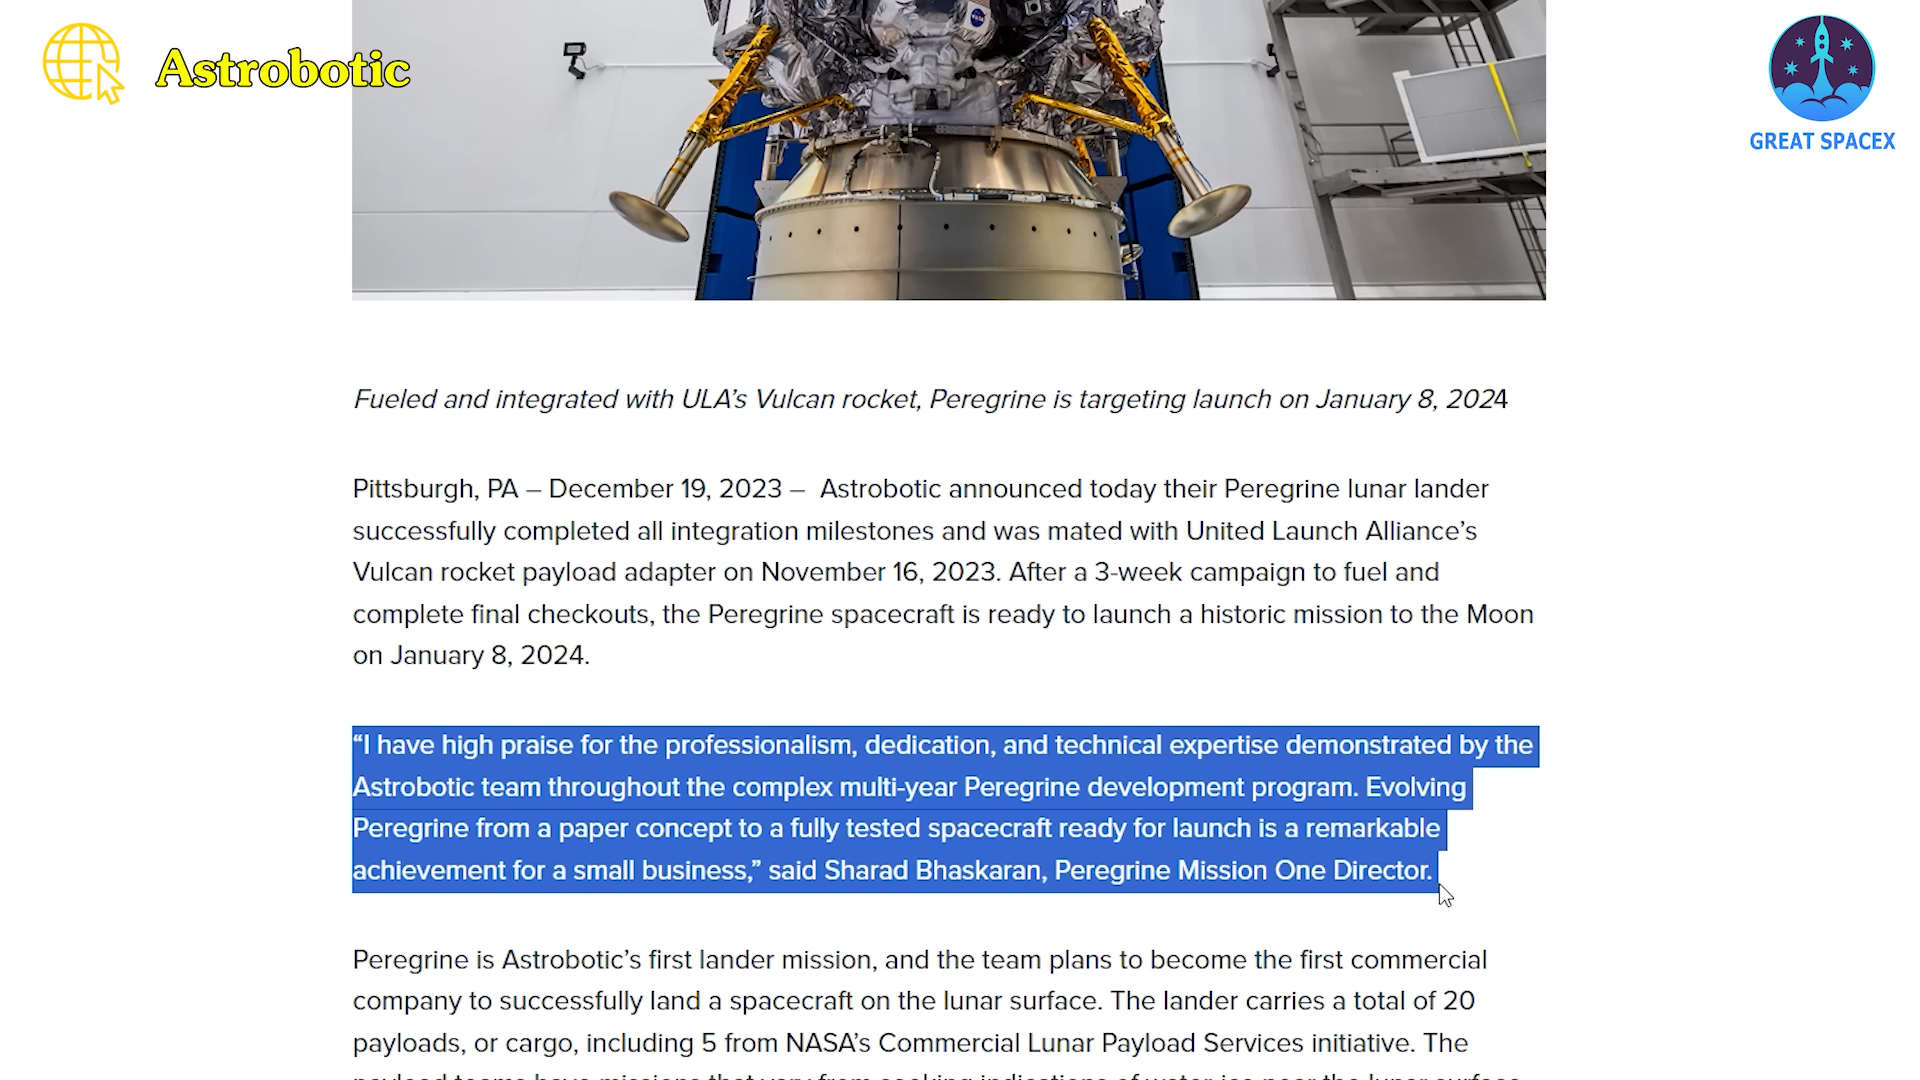 Astrobotic
GREAT SPACEX
Fueled and integrated with ULA’s Vulcan rocket, Peregrine is targeting launch on January 8, 2024
Pittsburgh, PA – December 19, 2023 –  Astrobotic announced today their Peregrine lunar lander
successfully completed all integration milestones and was mated with United Launch Alliance’s
Vulcan rocket payload adapter on November 16, 2023. After a 3-week campaign to fuel and
complete final checkouts, the Peregrine spacecraft is ready to launch a historic mission to the Moon
on January 8, 2024.
“I have high praise for the professionalism, dedication, and technical expertise demonstrated by the
Astrobotic team throughout the complex multi-year Peregrine development program. Evolving
Peregrine from a paper concept to a fully tested spacecraft ready for launch is a remarkable
achievement for a small business,” said Sharad Bhaskaran, Peregrine Mission One Director.
Peregrine is Astrobotic’s first lander mission, and the team plans to become the first commercial
company to successfully land a spacecraft on the lunar surface. The lander carries a total of 20
payloads, or cargo, including 5 from NASA’s Commercial Lunar Payload Services initiative. The